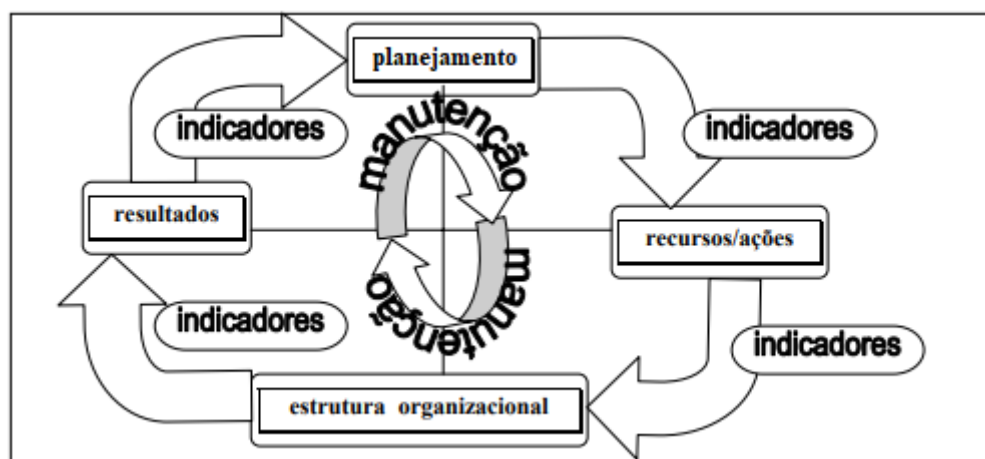 planejamento
indicadores
manutenção
indicadores
resultados
recursos/ações
manutenção
indicadores
indicadores
estrutura organizacional